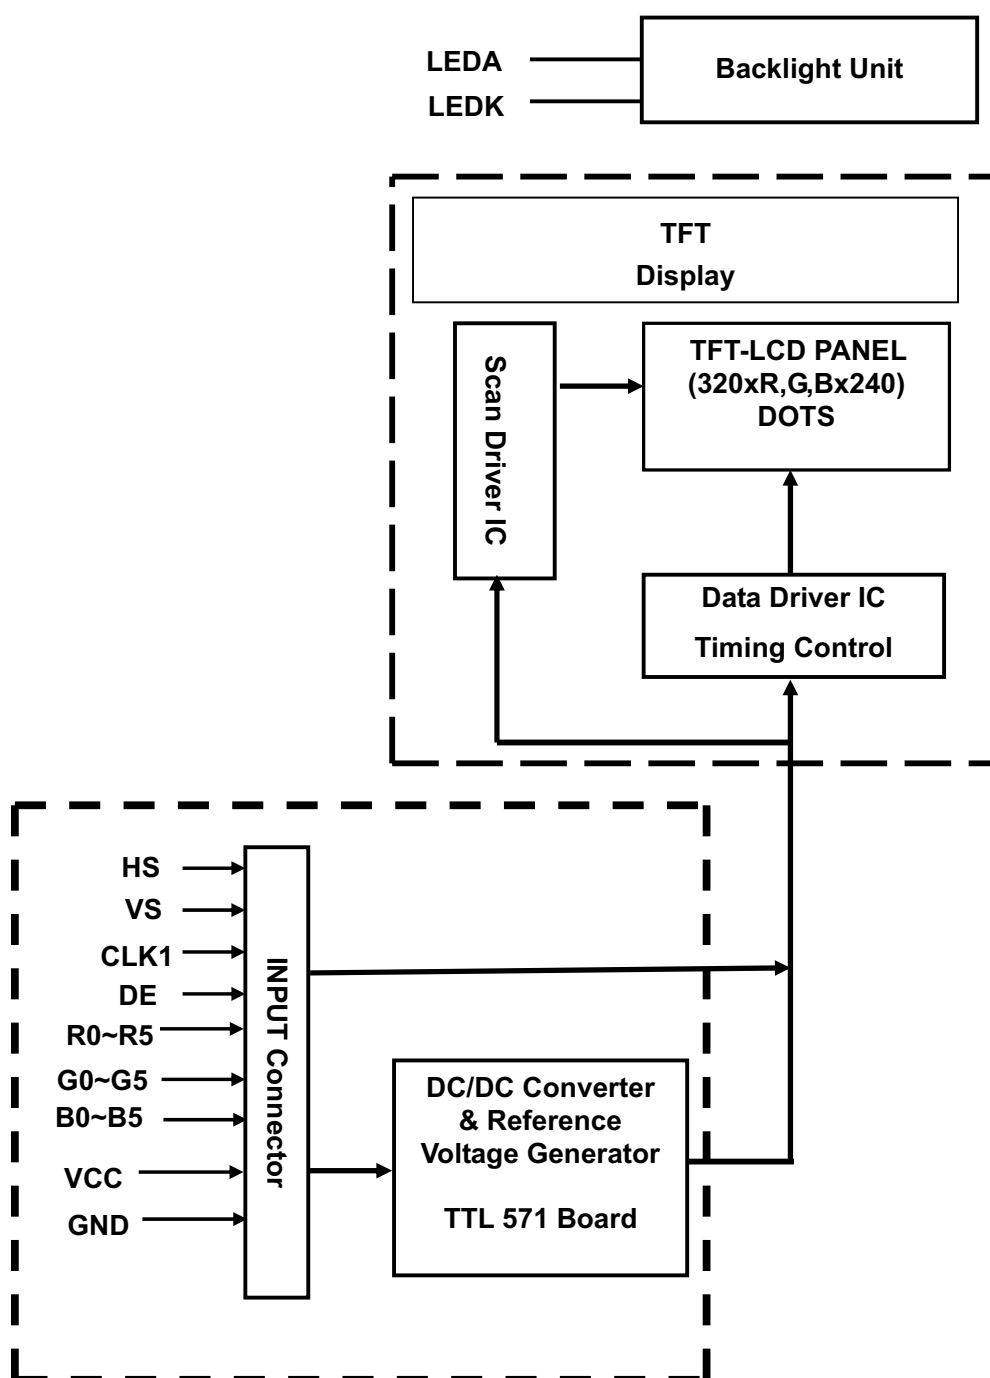 LEDA
LEDK
Backlight Unit
TFT
Display
Scan Driver IC
TFT-LCD PANEL
(320xR,G,Bx240)
DOTS
Data Driver IC
Timing Control
HS
VS
CLK1
DE
R0~R5
G0~G5
B0~B5
VCC
GND
INPUT Connector
DC/DC Converter
& Reference
Voltage Generator
TTL 571 Board